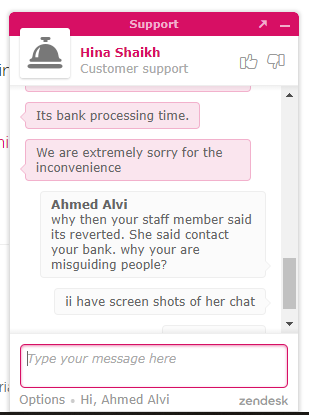 Support
Hina Shaikh
Customer support
Its bank processing time.
We are extremely sorry for the
inconvenience
Ahmed Alvi
why then your staff member said
its reverted. She said contact
your bank. why your are
misguiding people?
ii have screen shots of her chat
Type your message here
Options • Hi, Ahmed Alvi
zendesk